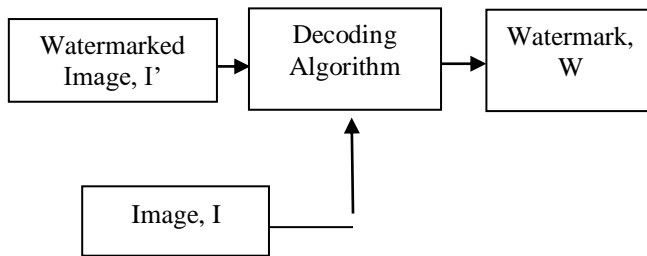 Watermarked
Image, I’
Decoding
Algorithm
Watermark,
W
Image, I